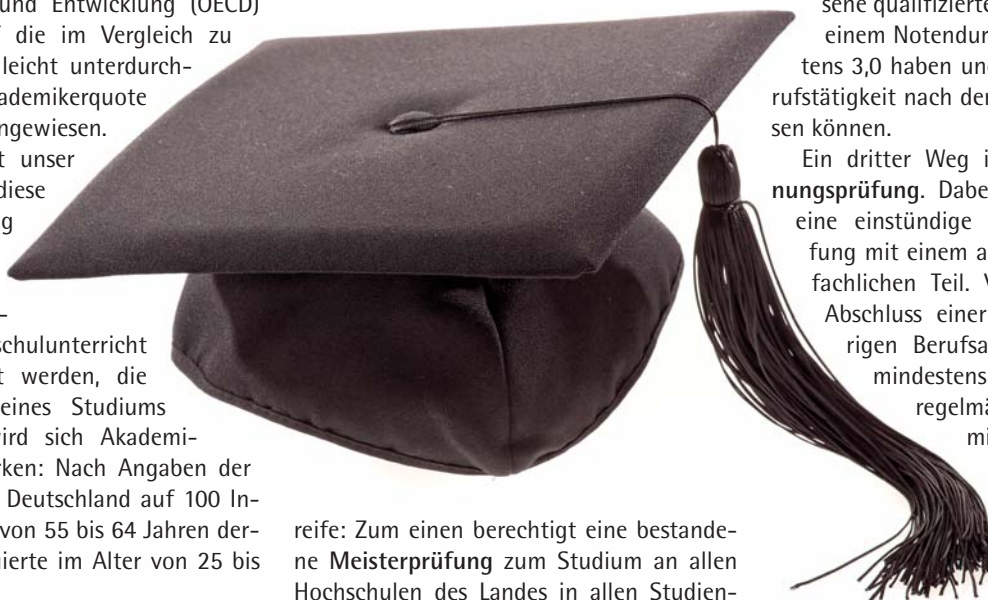 und Entwicklung (OECD)
die im Vergleich zu
leicht unterdurch-
ademikerquote
ngewiesen.
t unser
diese
g
-
schulunterricht
t werden, die
eines Studiums
vird sich Akademi-
rken: Nach Angaben der
Deutschland auf 100 In-
von 55 bis 64 Jahren der-
uierte im Alter von 25 bis
reife: Zum einen berechtigt eine bestande-
ne Meisterprüfung zum Studium an allen
Hochschulen des Landes in allen Studien-
sene qualifizierte
einem Notendur
tens 3,0 haben und
rufstätigkeit nach der
sen können.
Ein dritter Weg i
nungsprüfung. Dabe
eine einstündige
fung mit einem a
fachlichen Teil. V
Abschluss einer
rigen Berufsa
mindestens
regelmä
mi